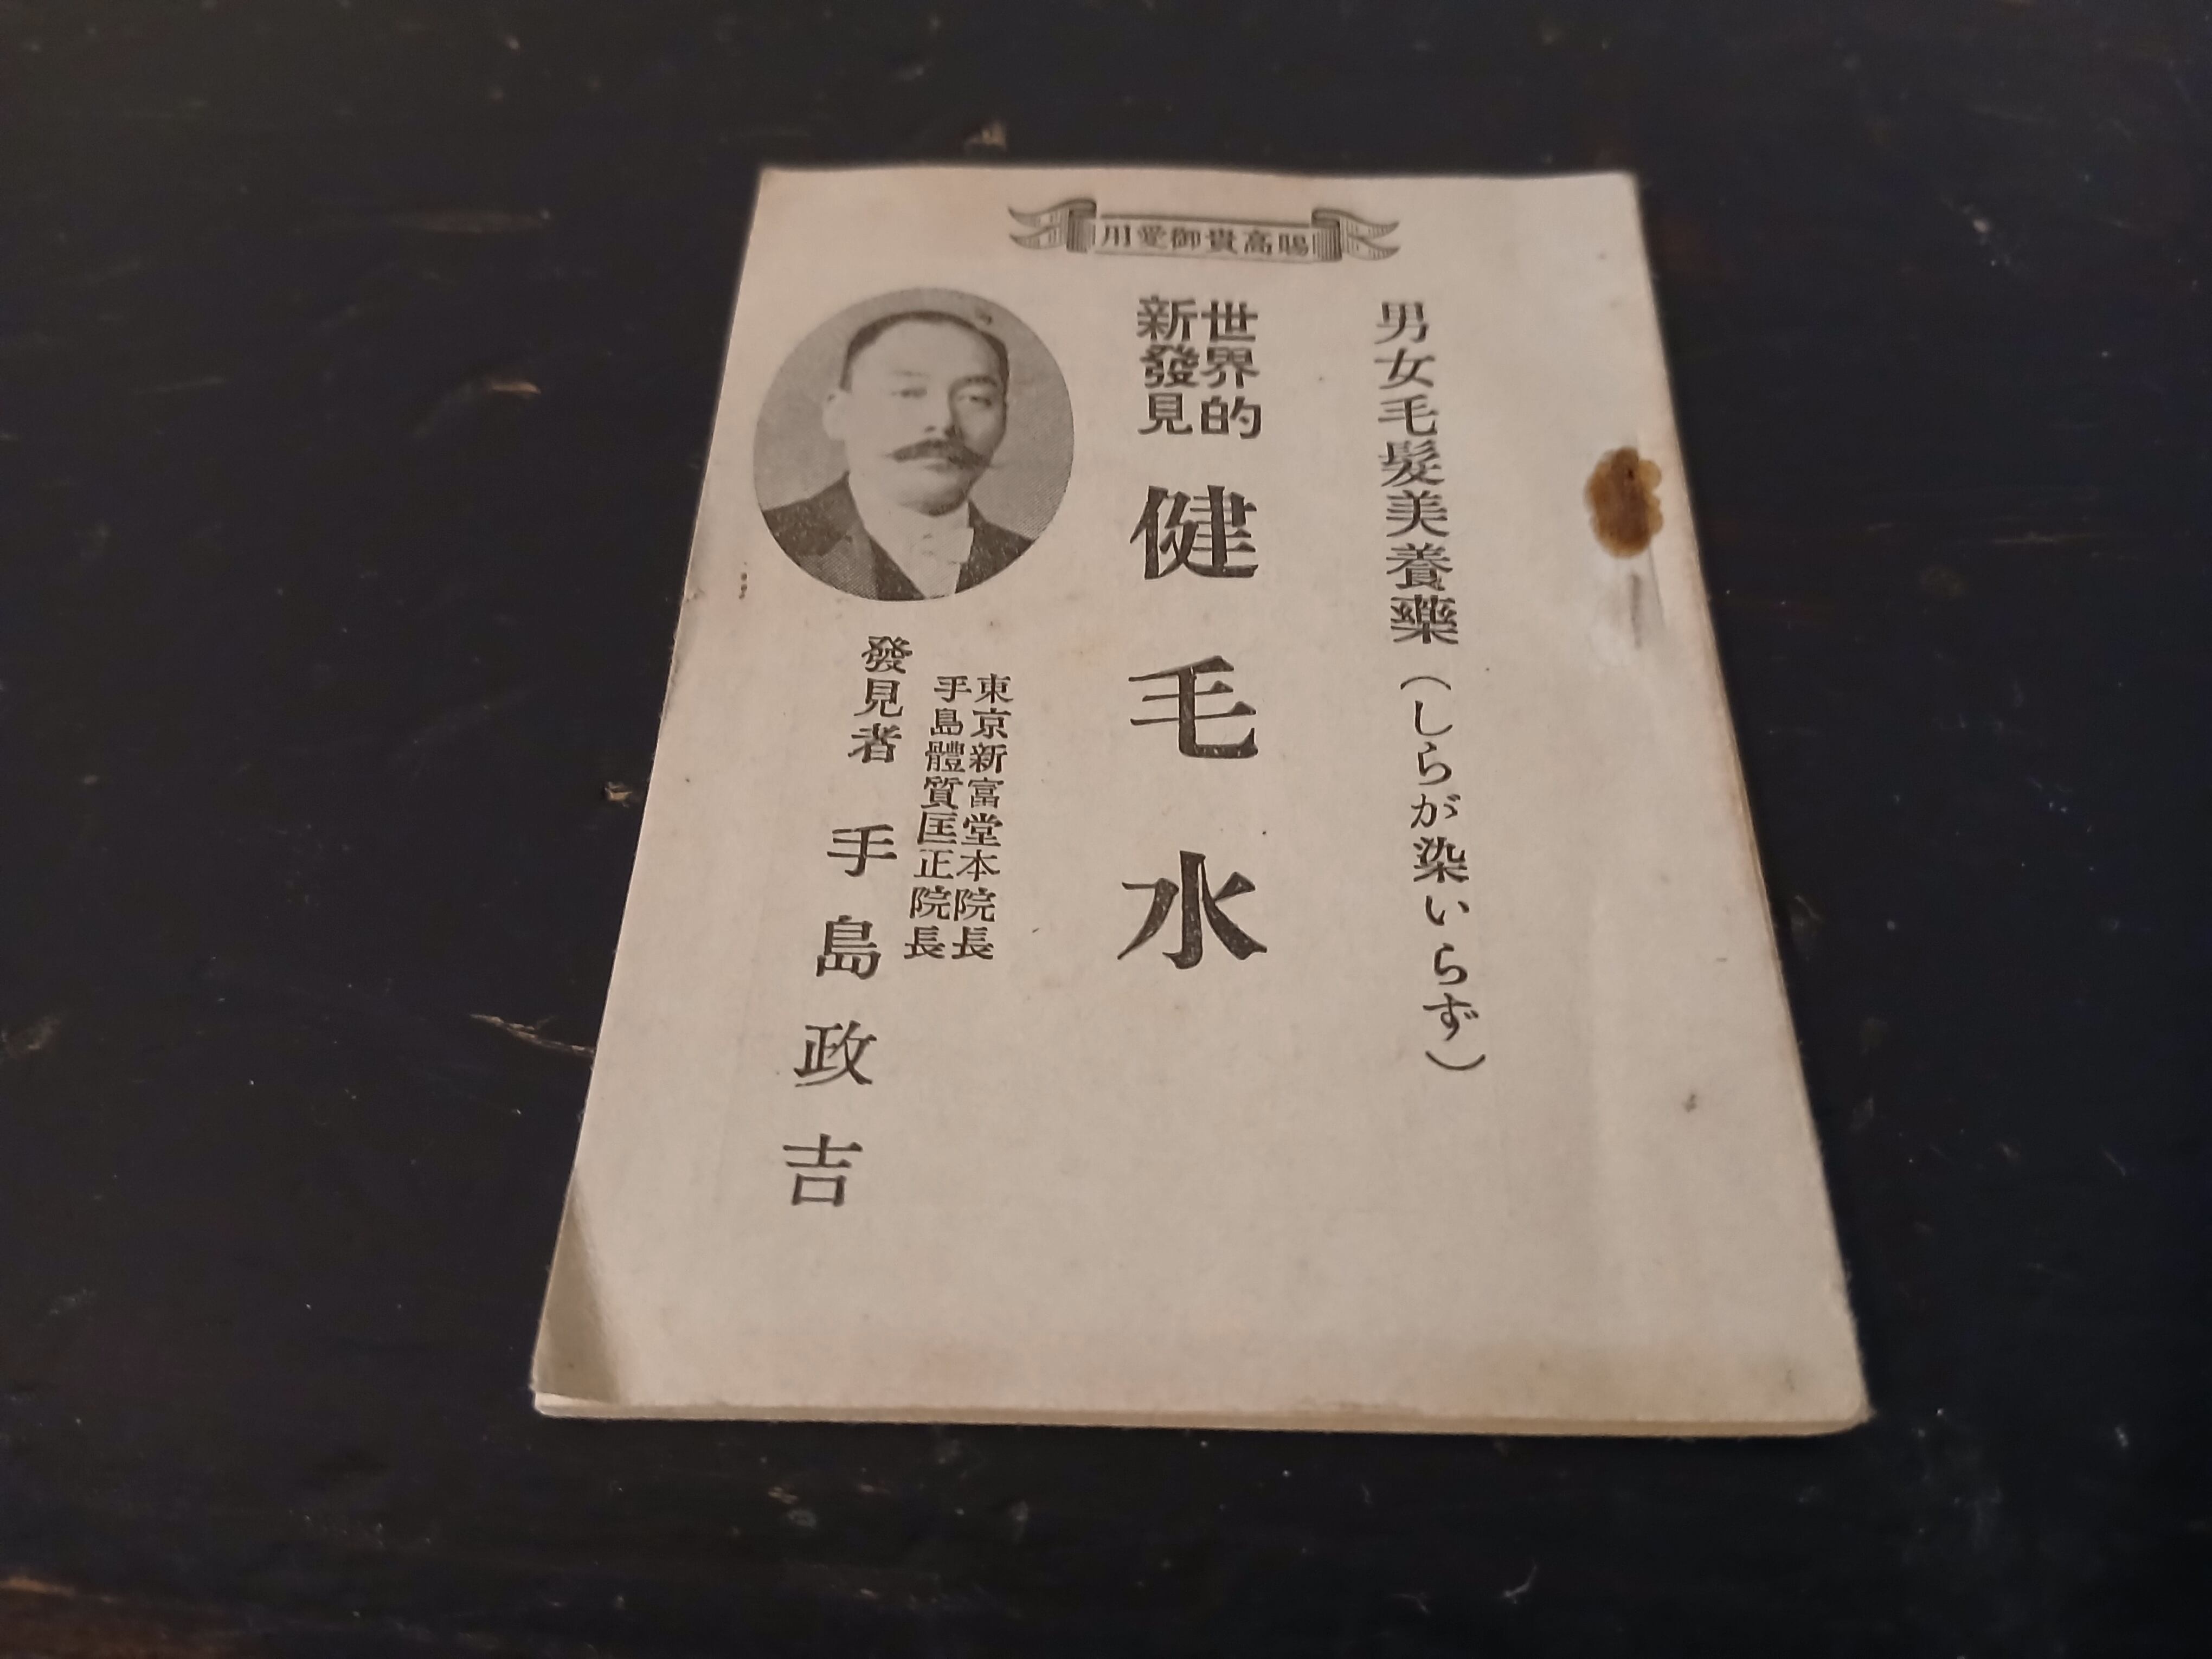 賜高貴御愛用
男女毛髪美養藥(しらが染いらず)
世界的
新發見
健毛水
東京新富堂本院長
手島體質匡正院長
發見者 手島政吉